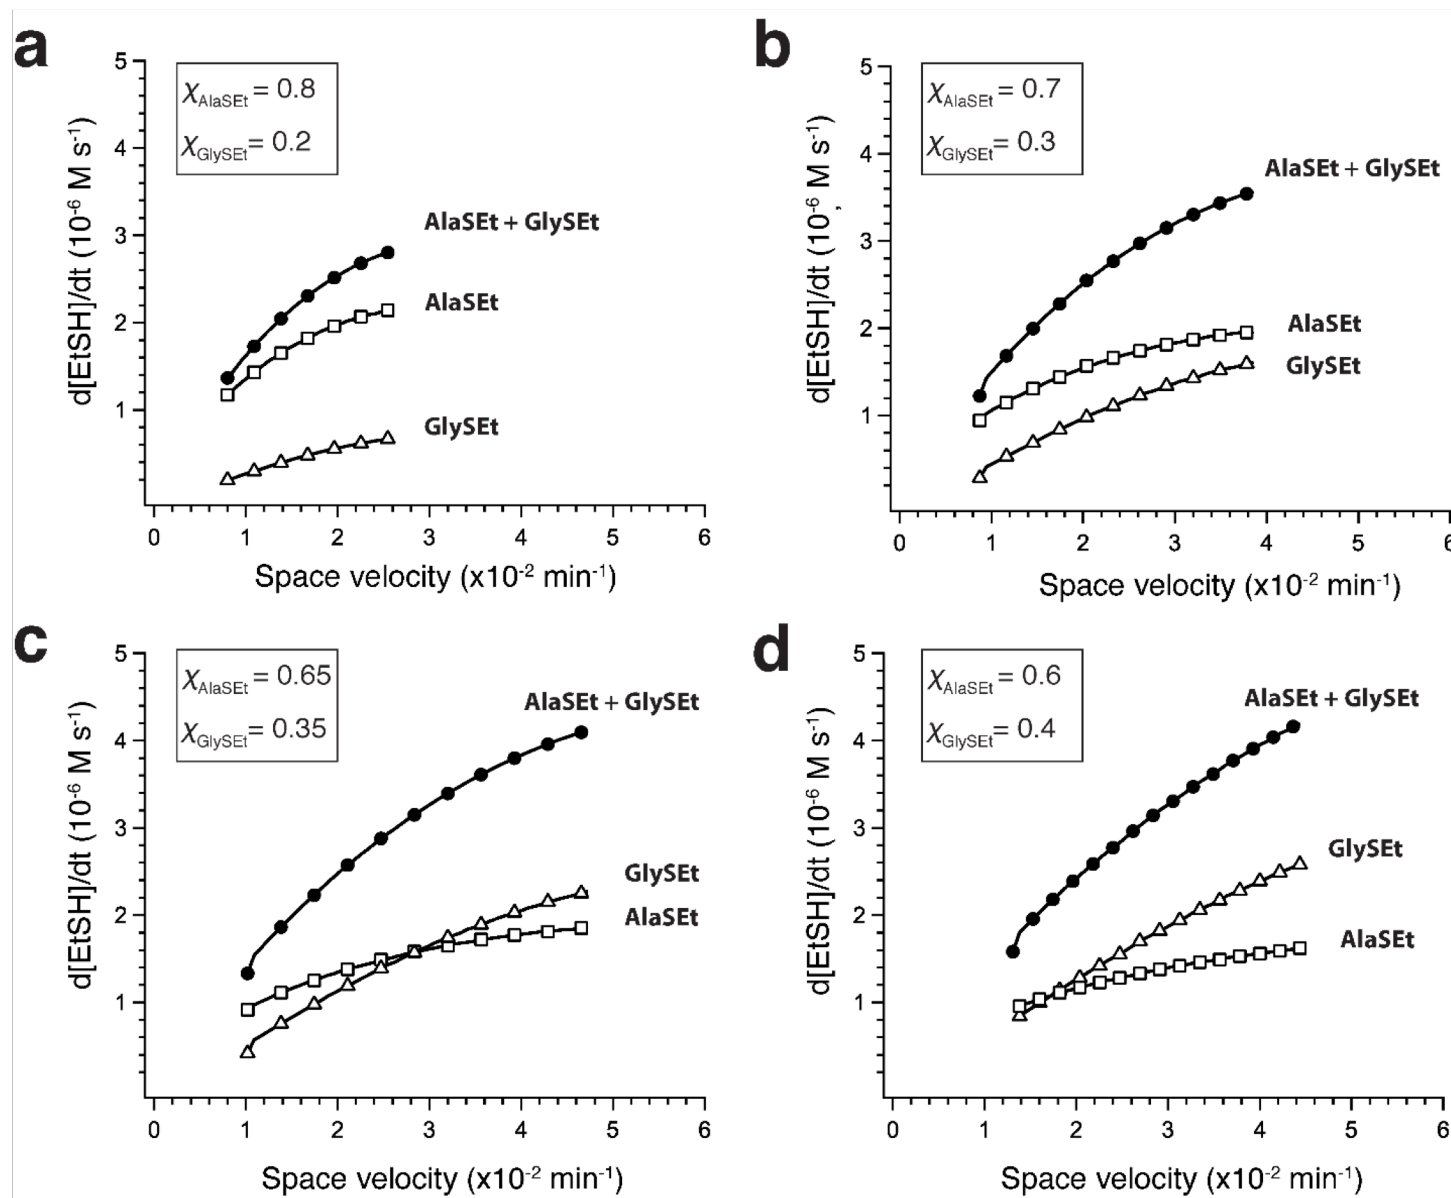 a
χAlaSEt = 0.8
χGlySEt = 0.2
AlaSEt + GlySEt
AlaSEt
GlySEt
d[EtSH]/dt (10-6 M s-1)
5
4
3
2
1
0 1 2 3 4 5 6
Space velocity (x10-2 min-1)
b
χAlaSEt = 0.7
χGlySEt = 0.3
AlaSEt + GlySEt
AlaSEt
GlySEt
d[EtSH]/dt (10-6, M s-1)
5
4
3
2
1
0 1 2 3 4 5 6
Space velocity (x10-2 min-1)
c
χAlaSEt = 0.65
χGlySEt = 0.35
AlaSEt + GlySEt
GlySEt
AlaSEt
d[EtSH]/dt (10-6 M s-1)
5
4
3
2
1
0 1 2 3 4 5 6
Space velocity (x10-2 min-1)
d
χAlaSEt = 0.6
χGlySEt = 0.4
AlaSEt + GlySEt
GlySEt
AlaSEt
d[EtSH]/dt (10-6 M s-1)
5
4
3
2
1
0 1 2 3 4 5 6
Space velocity (x10-2 min-1)